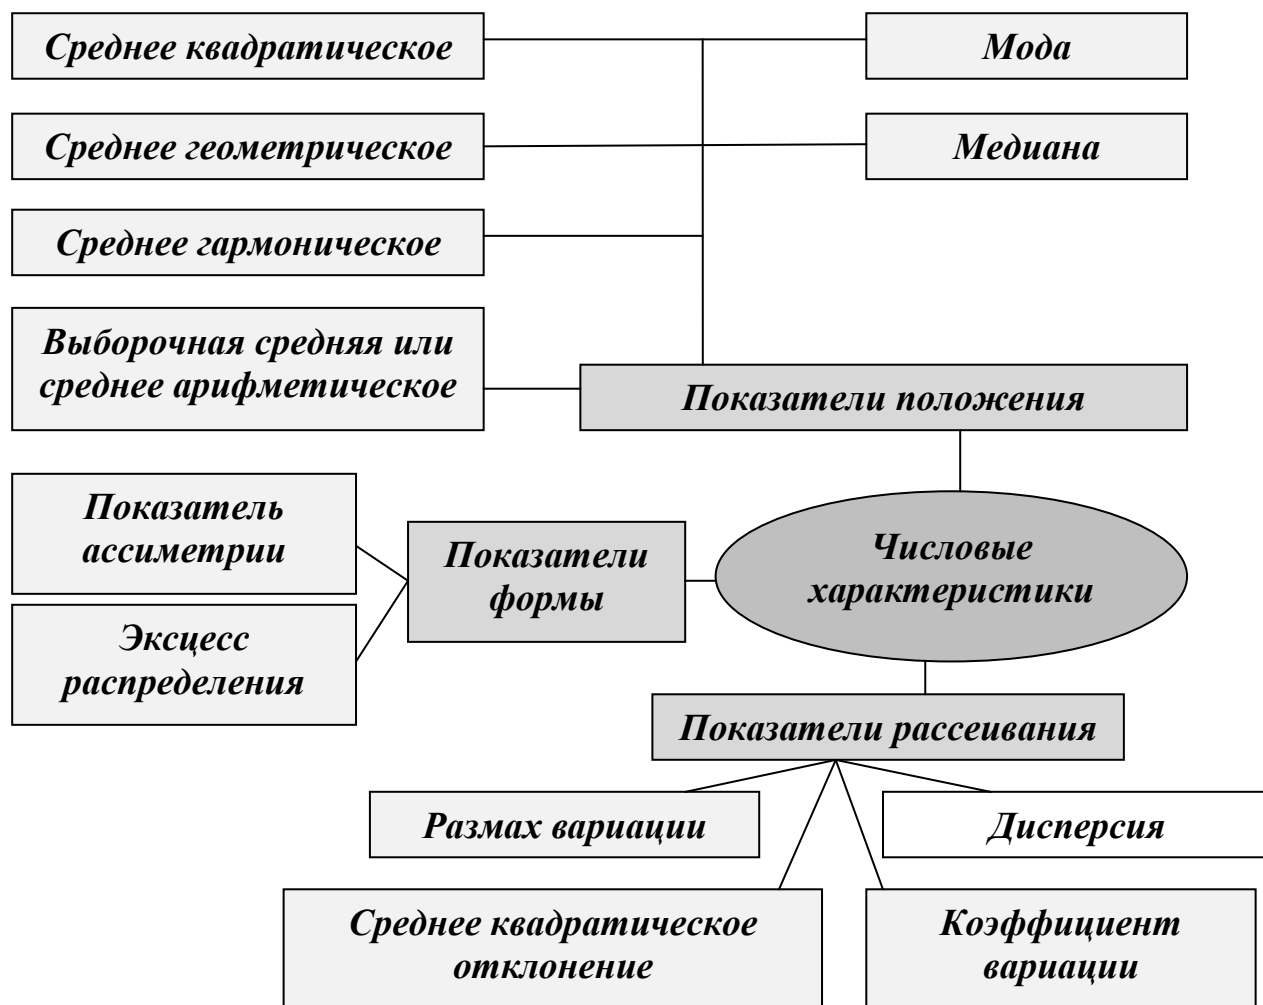 Среднее квадратическое
Мода
Среднее геометрическое
Медиана
Среднее гармоническое
Выборочная средняя или
среднее арифметическое
Показатели положения
Показатель
ассиметрии
Показатели
формы
Числовые
характеристики
Эксцесс
распределения
Показатели рассеивания
Размах вариации
Дисперсия
Среднее квадратическое
отклонение
Коэффициент
вариации